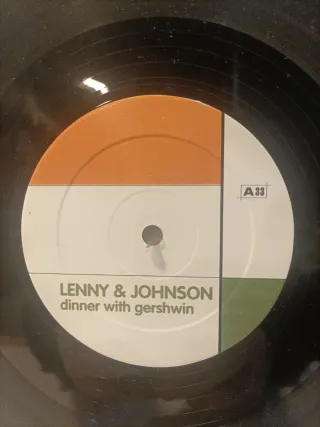 A 33
LENNY & JOHNSON
dinner with gershwin